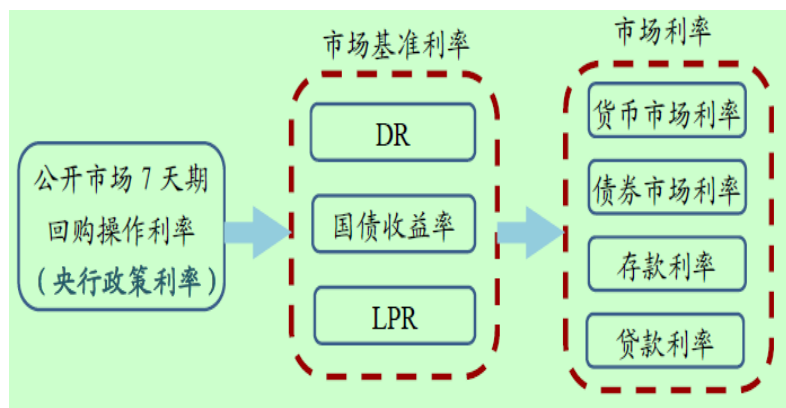 公开市场7天期
回购操作利率
（央行政策利率）
市场基准利率
DR
国债收益率
LPR
市场利率
货币市场利率
债券市场利率
存款利率
贷款利率